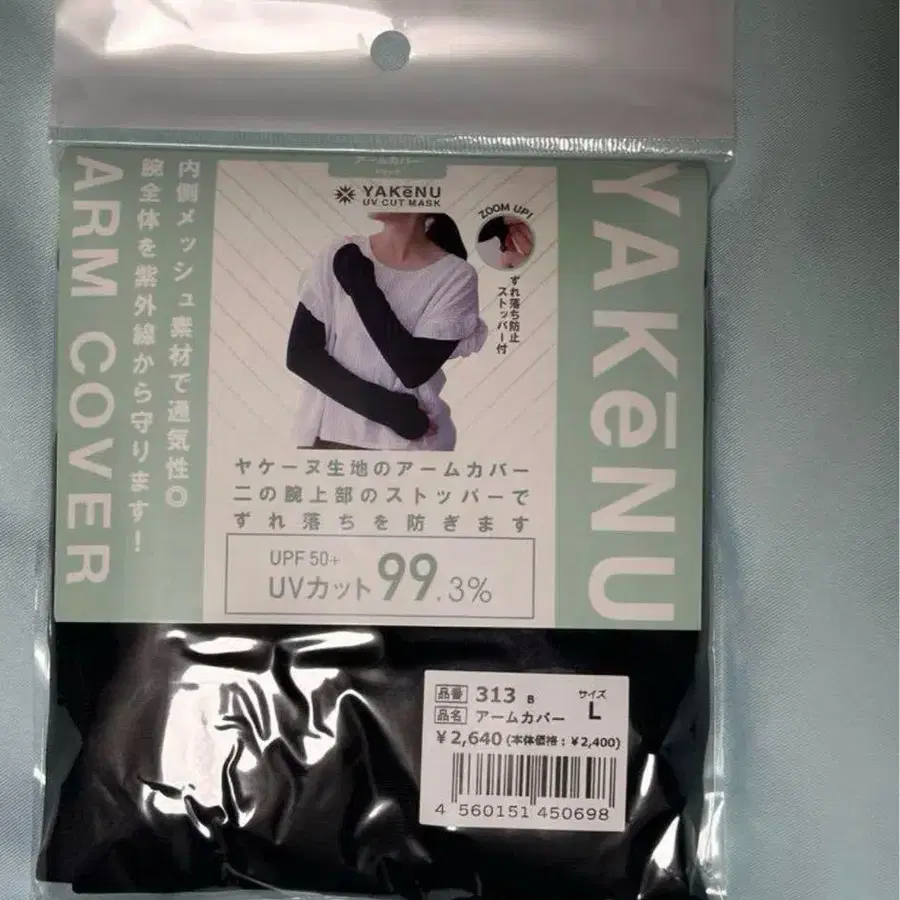 アームカバー
YAKēNU
UV CUT MASK
ZOOM UP!
ずれ落ち防止
ストッパー付
内側メッシュ素材で通気性◎
腕全体を紫外線から守ります!
ARM COVER
YAKēNU
ヤケーヌ生地のアームカバー
二の腕上部のストッパーで
ずれ落ちを防ぎます
UPF 50+
UVカット99.3%
品番 313 B サイズ
品名 アームカバー L
¥2,640(本体価格:¥2,400)
4 560151 450698